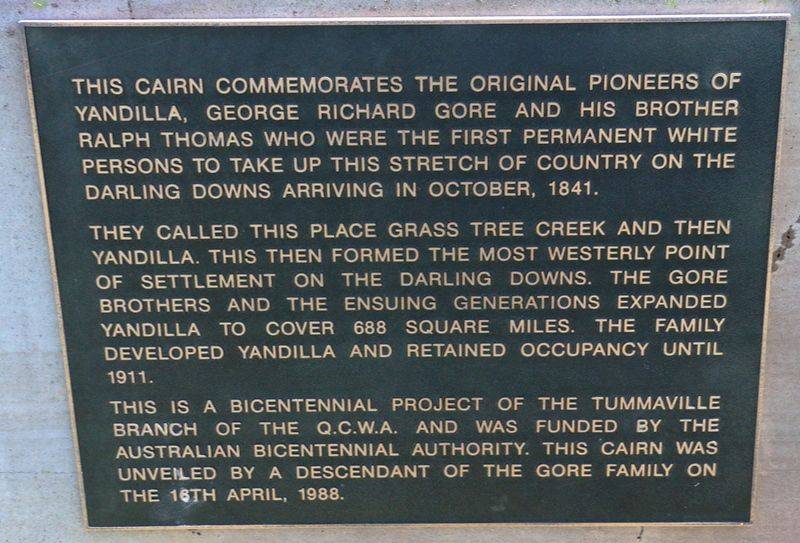 THIS CAIRN COMMEMORATES THE ORIGINAL PIONEERS OF
YANDILLA, GEORGE RICHARD GORE AND HIS BROTHER
RALPH THOMAS WHO WERE THE FIRST PERMANENT WHITE
PERSONS TO TAKE UP THIS STRETCH OF COUNTRY ON THE
DARLING DOWNS ARRIVING IN OCTOBER, 1841.
THEY CALLED THIS PLACE GRASS TREE CREEK AND THEN
YANDILLA. THIS THEN FORMED THE MOST WESTERLY POINT
OF SETTLEMENT ON THE DARLING DOWNS. THE GORE
BROTHERS AND THE ENSUING GENERATIONS EXPANDED
YANDILLA TO COVER 688 SQUARE MILES. THE FAMILY
DEVELOPED YANDILLA AND RETAINED OCCUPANCY UNTIL
1911.
THIS IS A BICENTENNIAL PROJECT OF THE TUMMAVILLE
BRANCH OF THE Q.C.W.A. AND WAS FUNDED BY THE
AUSTRALIAN BICENTENNIAL AUTHORITY. THIS CAIRN WAS
UNVEILED BY A DESCENDANT OF THE GORE FAMILY ON
THE 16TH APRIL, 1988.